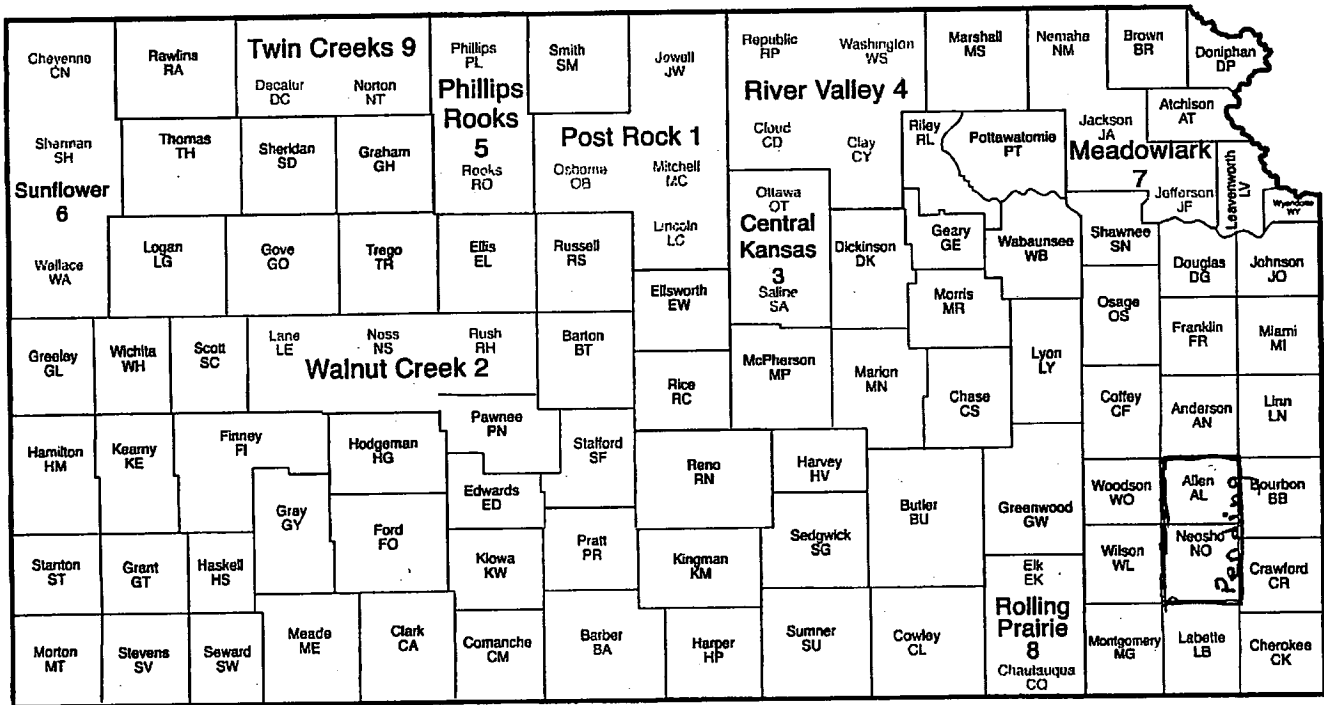 Cheyenne
CN
Rawlins
RA
Twin Creeks 9
Decatur
DC
Norton
NT
Phillips
PL
Phillips
Rooks
5
Rooks
RO
Smith
SM
Jowell
JW
Post Rock 1
Osborne
OB
Mitchell
MC
Lincoln
LC
Republic
RP
Washington
WS
River Valley 4
Cloud
CD
Clay
CY
Marshall
MS
Nemaha
NM
Brown
BR
Doniphan
DP
Atchison
AT
Jackson
JA
Meadowlark
7
Jefferson
JF
Leavenworth
LV
Wyandotte
WY
Riley
RL
Pottawatomie
PT
Sherman
SH
Sunflower
6
Wallace
WA
Thomas
TH
Sheridan
SD
Graham
GH
Logan
LG
Gove
GO
Trego
TR
Ellis
EL
Russell
RS
Ellsworth
EW
Ottawa
OT
Central
Kansas
3
Saline
SA
Dickinson
DK
Geary
GE
Wabaunsee
WB
Shawnee
SN
Douglas
DG
Johnson
JO
Morris
MR
Osage
OS
Franklin
FR
Miami
MI
Greeley
GL
Wichita
WH
Scott
SC
Lane
LE
Noss
NS
Rush
RH
Walnut Creek 2
Barton
BT
Rice
RC
McPherson
MP
Marion
MN
Chase
CS
Lyon
LY
Coffey
CF
Anderson
AN
Linn
LN
Hamilton
HM
Kearny
KE
Finney
FI
Hodgeman
HG
Pawnee
PN
Stafford
SF
Reno
RN
Harvey
HV
Butler
BU
Greenwood
GW
Woodson
WO
Allen
AL
Bourbon
BB
Pending
Gray
GY
Ford
FO
Edwards
ED
Kiowa
KW
Pratt
PR
Kingman
KM
Sedgwick
SG
Elk
EK
Rolling
Prairie
8
Chautauqua
CQ
Wilson
WL
Neosho
NO
Crawford
CR
Stanton
ST
Grant
GT
Haskell
HS
Morton
MT
Stevens
SV
Seward
SW
Meade
ME
Clark
CA
Comanche
CM
Barber
BA
Harper
HP
Sumner
SU
Cowley
CL
Montgomery
MG
Labette
LB
Cherokee
CK